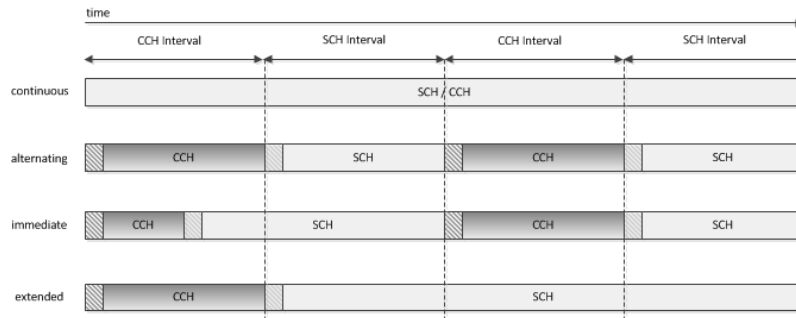 time
CCH Interval SCH Interval CCH Interval SCH Interval
continuous SCH / CCH
alternating CCH SCH CCH SCH
immediate CCH SCH CCH SCH
extended CCH SCH